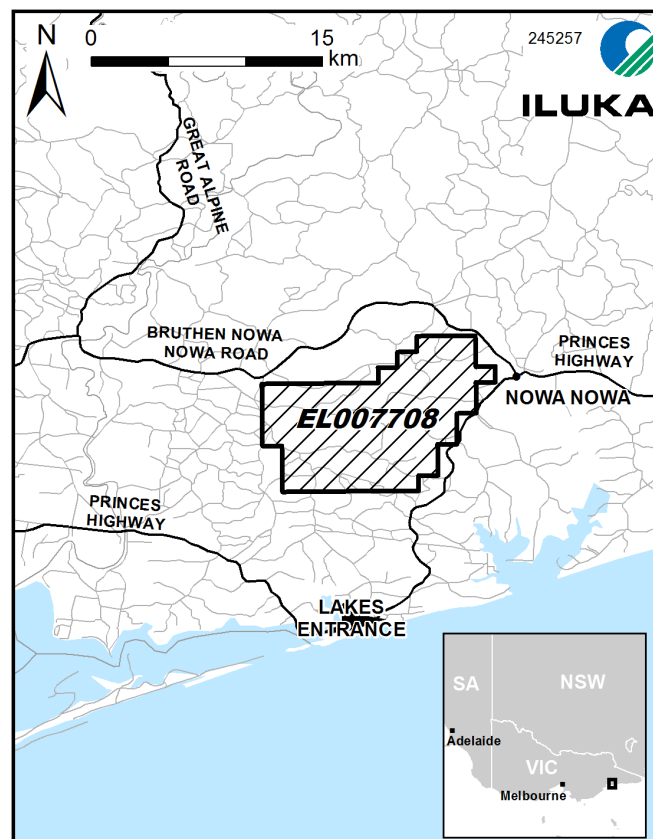 N
0
15
km
245257
ILUKA
GREAT ALPINE
ROAD
BRUTHEN NOWA
NOWA ROAD
PRINCES
HIGHWAY
NOWA NOWA
EL007708
PRINCES
HIGHWAY
LAKES
ENTRANCE
SA
NSW
Adelaide
VIC
Melbourne